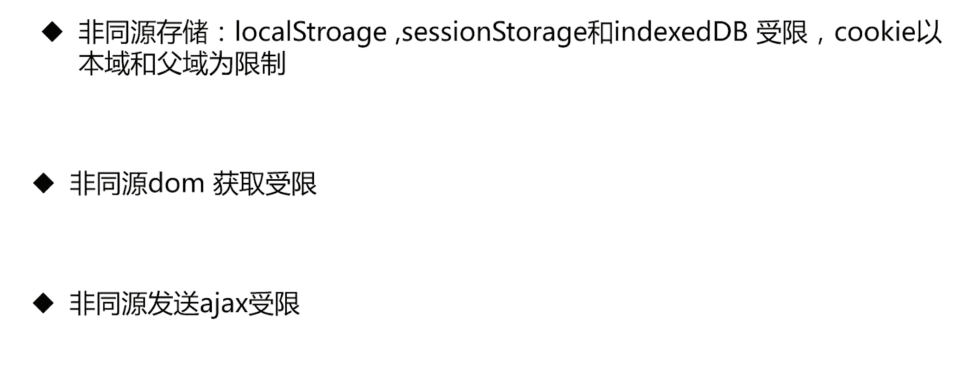 ◆ 非同源存储：localStroage ,sessionStorage和indexedDB 受限，cookie以
本域和父域为限制
◆ 非同源dom 获取受限
◆ 非同源发送ajax受限